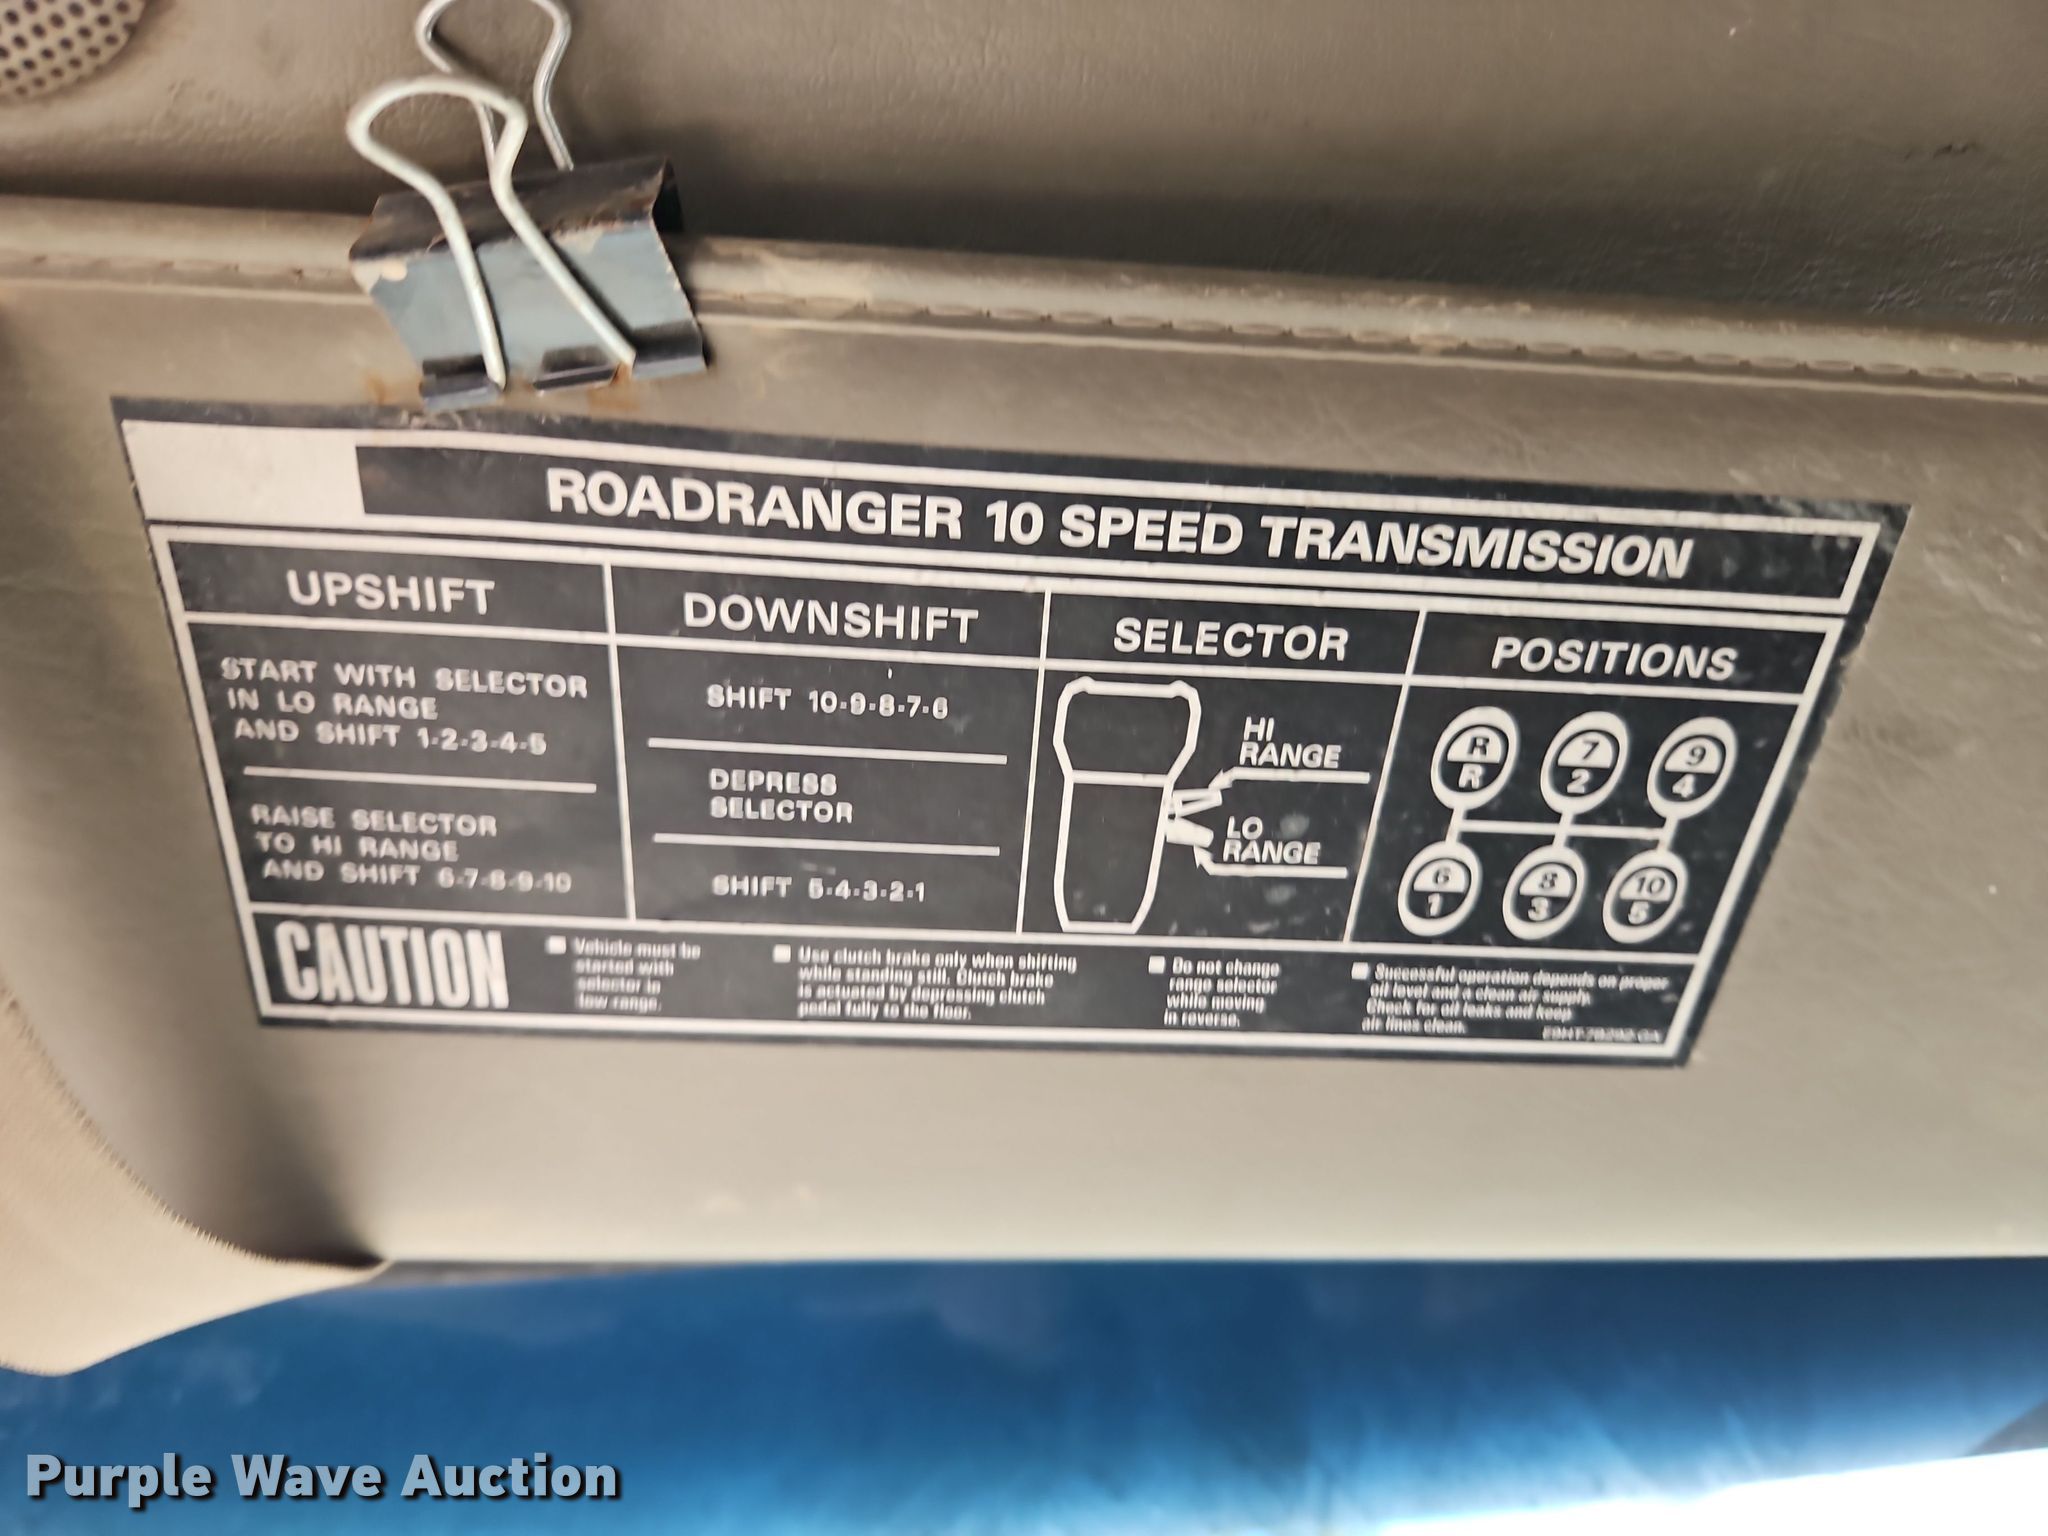 ROADRANGER 10 SPEED TRANSMISSION
UPSHIFT
START WITH SELECTOR
IN LO RANGE
AND SHIFT 1-2-3-4-5
RAISE SELECTOR
TO HI RANGE
AND SHIFT 6-7-8-9-10
DOWNSHIFT
SHIFT 10-9-8-7-6
DEPRESS
SELECTOR
SHIFT 5-4-3-2-1
SELECTOR
HI
RANGE
LO
RANGE
POSITIONS
R 7 9
R 2 4
6 8 10
1 3 5
CAUTION
Vehicle must be
started with
selector in
low range.
Use clutch brake only when shifting
while standing still. Clutch brake
is actuated by depressing clutch
pedal fully to the floor.
Do not change
range selector
while moving
in reverse.
Successful operation depends on proper
oil level and a clean air supply.
Check for oil leaks and keep
air lines clean.
Purple Wave Auction